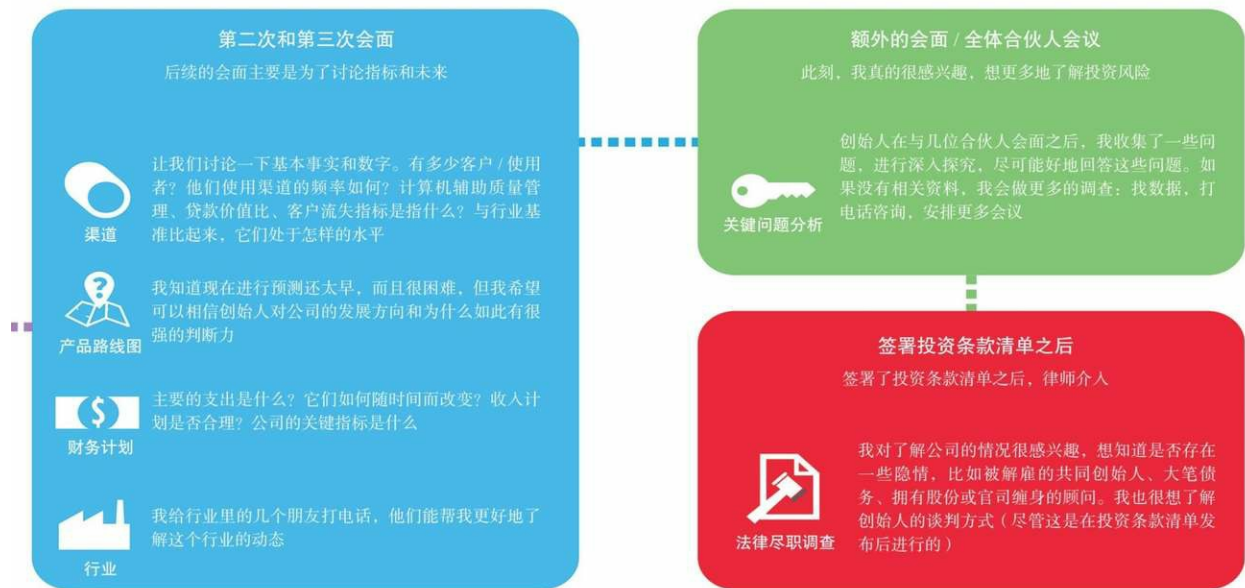 第二次和第三次会面
后续的会面主要是为了讨论指标和未来
让我们讨论一下基本事实和数字。有多少客户/使用
者？他们使用渠道的频率如何？计算机辅助质量管
理、贷款价值比、客户流失指标是指什么？与行业基
准比起来，它们处于怎样的水平
渠道
我知道现在进行预测还太早，而且很困难，但我希望
可以相信创始人对公司的发展方向和为什么如此有很
强的判断力
产品路线图
主要的支出是什么？它们如何随时间而改变？收入计
划是否合理？公司的关键指标是什么
财务计划
我给行业里的几个朋友打电话，他们能帮我更好地了
解这个行业的动态
行业
额外的会面/全体合伙人会议
此刻，我真的很感兴趣，想更多地了解投资风险
创始人在与几位合伙人会面之后，我收集了一些问
题，进行深入探究，尽可能好地回答这些问题。如
果没有相关资料，我会做更多的调查：找数据，打
电话咨询，安排更多会议
关键问题分析
签署投资条款清单之后
签署了投资条款清单之后，律师介入
我对了解公司的情况很感兴趣，想知道是否存在
一些隐情，比如被解雇的共同创始人、大笔债
务、拥有股份或官司缠身的顾问。我也很想了解
创始人的谈判方式（尽管这是在投资条款清单发
布后进行的）
法律尽职调查